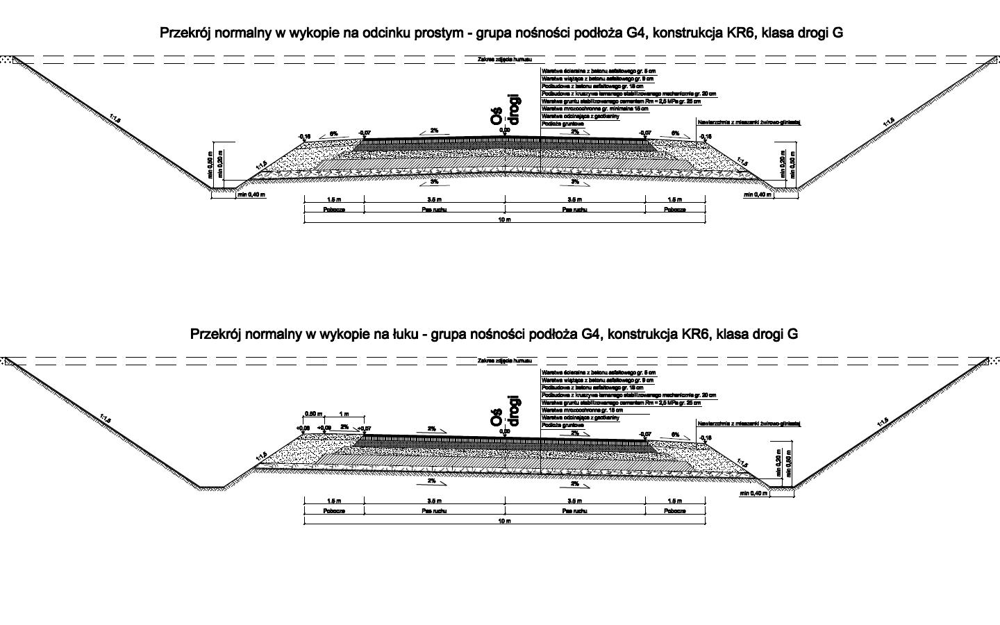 Przekrój normalny w wykopie na odcinku prostym - grupa nośności podłoża G4, konstrukcja KR6, klasa drogi G
Zakres zdjęcia humusu
Warstwa ścieralna z betonu asfaltowego gr. 5 cm
Warstwa wiążąca z betonu asfaltowego gr. 9 cm
Podbudowa z betonu asfaltowego gr. 18 cm
Podbudowa z kruszywa łamanego stabilizowanego mechanicznie gr. 20 cm
Warstwa gruntu stabilizowanego cementem Rm = 2,5 MPa gr. 25 cm
Warstwa mrozoochronna gr. minimalna 15 cm
Warstwa odcinająca z geotkaniny
Podłoże gruntowe
Oś drogi
Nawierzchnia z mieszanki żwirowo-gliniastej
1:1,5
1:1,5
-0,16
6%
-0,07
2%
0,00
2%
-0,07
6%
-0,16
min 0,50 m
min 0,20 m
1:1,5
1:1,5
min 0,20 m
min 0,50 m
3%
3%
min 0,40 m
min 0,40 m
1.5 m
3.5 m
3.5 m
1.5 m
Pobocze
Pas ruchu
Pas ruchu
Pobocze
10 m
Przekrój normalny w wykopie na łuku - grupa nośności podłoża G4, konstrukcja KR6, klasa drogi G
Zakres zdjęcia humusu
Warstwa ścieralna z betonu asfaltowego gr. 5 cm
Warstwa wiążąca z betonu asfaltowego gr. 9 cm
Podbudowa z betonu asfaltowego gr. 18 cm
Podbudowa z kruszywa łamanego stabilizowanego mechanicznie gr. 20 cm
Warstwa gruntu stabilizowanego cementem Rm = 2,5 MPa gr. 25 cm
Warstwa mrozoochronna gr. 15 cm
Warstwa odcinająca z geotkaniny
Podłoże gruntowe
Oś drogi
Nawierzchnia z mieszanki żwirowo-gliniastej
1:1,5
1:1,5
0.50 m
1 m
+0,08
+0,09
2%
+0,07
2%
0,00
2%
-0,07
6%
-0,16
1:1,5
1:1,5
min 0,20 m
min 0,50 m
2%
2%
min 0,40 m
1.5 m
3.5 m
3.5 m
1.5 m
Pobocze
Pas ruchu
Pas ruchu
Pobocze
10 m